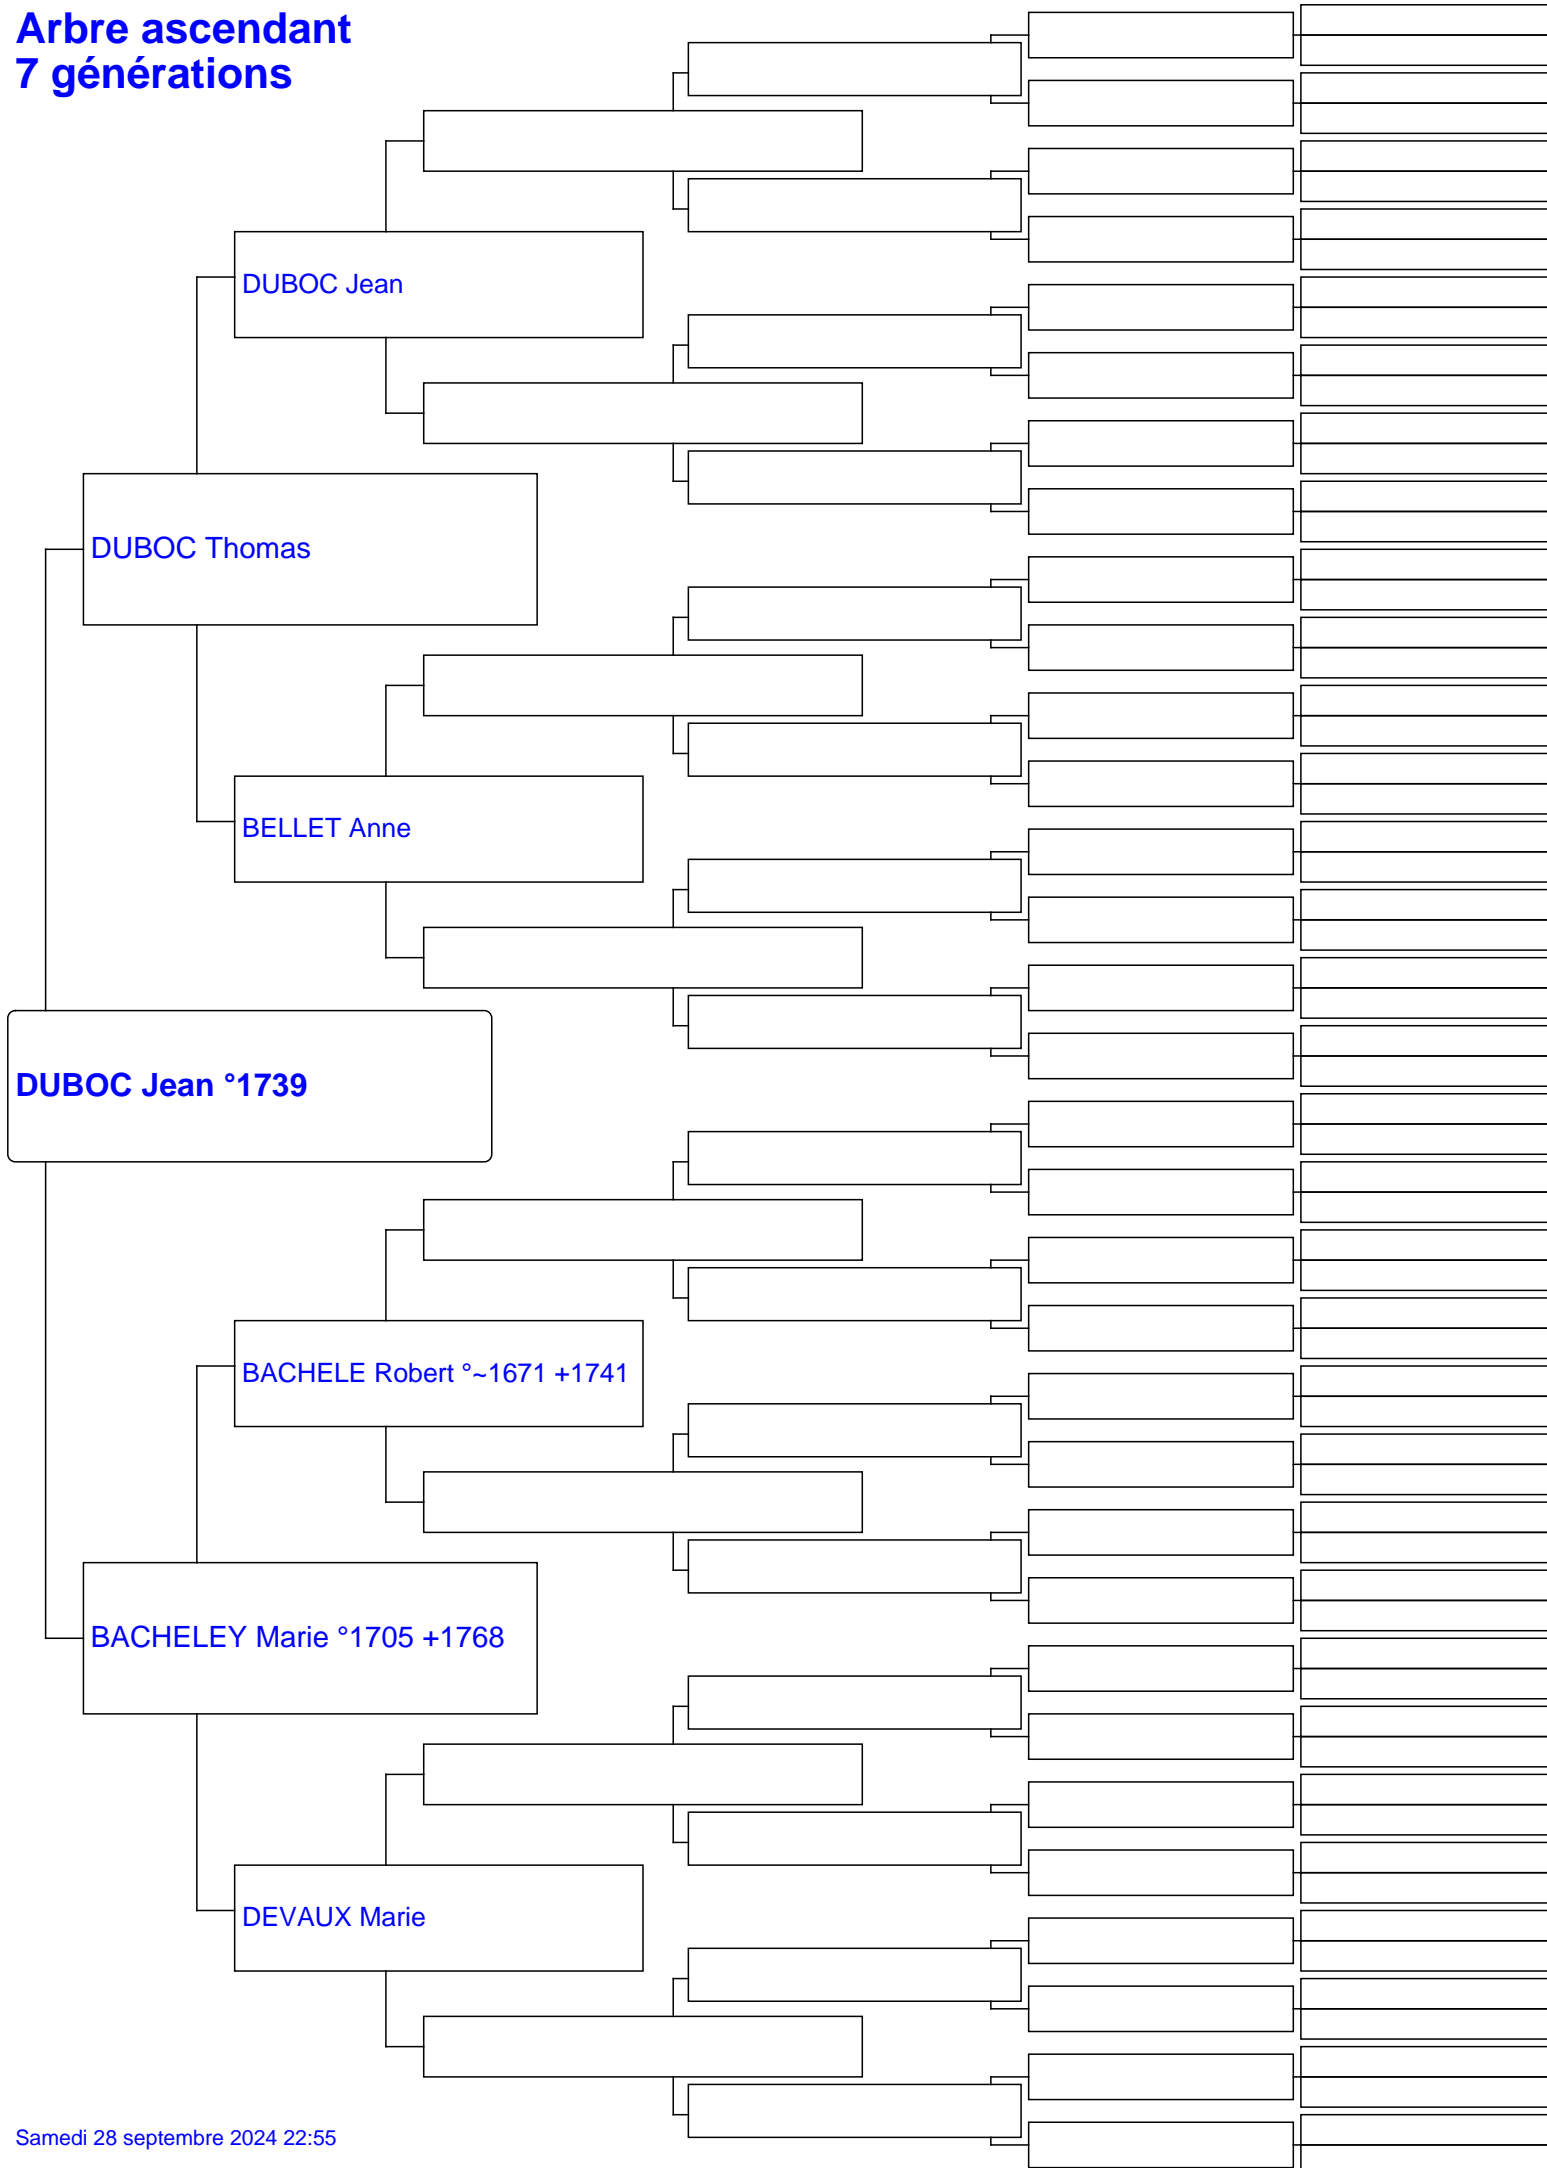 Arbre ascendant
7 générations
DUBOC Jean
DUBOC Thomas
BELLET Anne
DUBOC Jean °1739
BACHELE Robert °~1671 +1741
BACHELEY Marie °1705 +1768
DEVAUX Marie
Samedi 28 septembre 2024 22:55